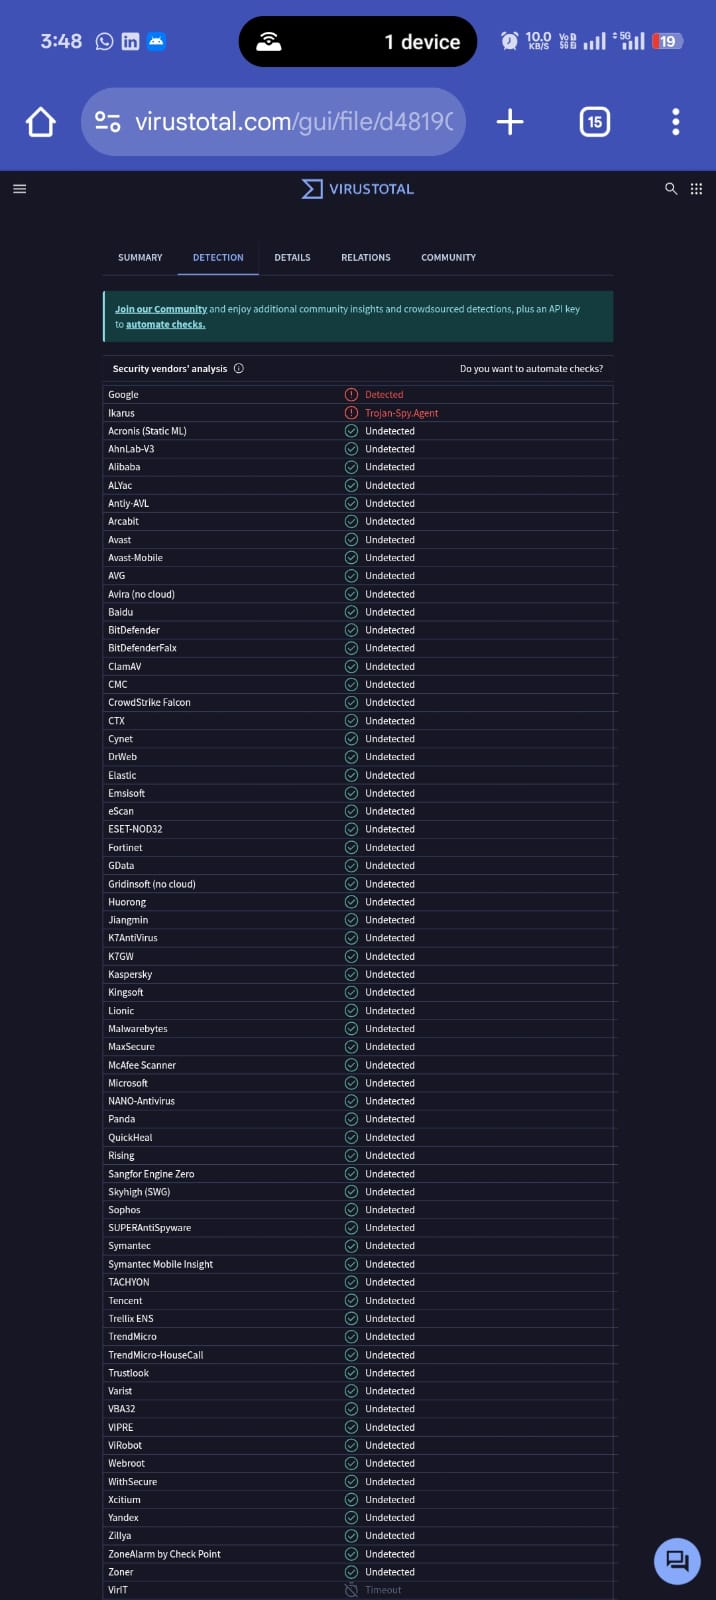 3:48 1 device 10.0 KB/S Vo 5G 5G 19
virustotal.com/gui/file/d4819( 15
VIRUSTOTAL
SUMMARY DETECTION DETAILS RELATIONS COMMUNITY
Join our Community and enjoy additional community insights and crowdsourced detections, plus an API key
to automate checks.
Security vendors' analysis Do you want to automate checks?
Google Detected
Ikarus Trojan-Spy.Agent
Acronis (Static ML) Undetected
AhnLab-V3 Undetected
Alibaba Undetected
ALYac Undetected
Antiy-AVL Undetected
Arcabit Undetected
Avast Undetected
Avast-Mobile Undetected
AVG Undetected
Avira (no cloud) Undetected
Baidu Undetected
BitDefender Undetected
BitDefenderFalx Undetected
ClamAV Undetected
CMC Undetected
CrowdStrike Falcon Undetected
CTX Undetected
Cynet Undetected
DrWeb Undetected
Elastic Undetected
Emsisoft Undetected
eScan Undetected
ESET-NOD32 Undetected
Fortinet Undetected
GData Undetected
Gridinsoft (no cloud) Undetected
Huorong Undetected
Jiangmin Undetected
K7AntiVirus Undetected
K7GW Undetected
Kaspersky Undetected
Kingsoft Undetected
Lionic Undetected
Malwarebytes Undetected
MaxSecure Undetected
McAfee Scanner Undetected
Microsoft Undetected
NANO-Antivirus Undetected
Panda Undetected
QuickHeal Undetected
Rising Undetected
Sangfor Engine Zero Undetected
Skyhigh (SWG) Undetected
Sophos Undetected
SUPERAntiSpyware Undetected
Symantec Undetected
Symantec Mobile Insight Undetected
TACHYON Undetected
Tencent Undetected
Trellix ENS Undetected
TrendMicro Undetected
TrendMicro-HouseCall Undetected
Trustlook Undetected
Varist Undetected
VBA32 Undetected
VIPRE Undetected
ViRobot Undetected
Webroot Undetected
WithSecure Undetected
Xcitium Undetected
Yandex Undetected
Zillya Undetected
ZoneAlarm by Check Point Undetected
Zoner Undetected
VirIT Timeout